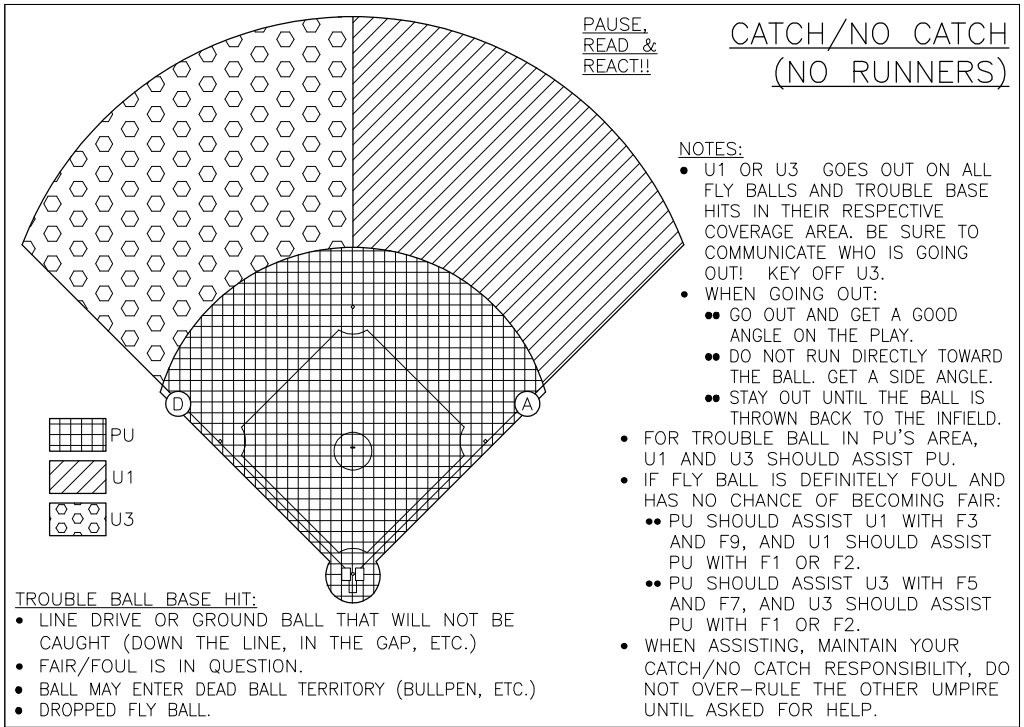 PAUSE,
READ &
REACT!!
CATCH/NO CATCH
(NO RUNNERS)
NOTES:
• U1 OR U3 GOES OUT ON ALL
FLY BALLS AND TROUBLE BASE
HITS IN THEIR RESPECTIVE
COVERAGE AREA. BE SURE TO
COMMUNICATE WHO IS GOING
OUT! KEY OFF U3.
• WHEN GOING OUT:
•• GO OUT AND GET A GOOD
ANGLE ON THE PLAY.
•• DO NOT RUN DIRECTLY TOWARD
THE BALL. GET A SIDE ANGLE.
•• STAY OUT UNTIL THE BALL IS
THROWN BACK TO THE INFIELD.
• FOR TROUBLE BALL IN PU'S AREA,
U1 AND U3 SHOULD ASSIST PU.
• IF FLY BALL IS DEFINITELY FOUL AND
HAS NO CHANCE OF BECOMING FAIR:
•• PU SHOULD ASSIST U1 WITH F3
AND F9, AND U1 SHOULD ASSIST
PU WITH F1 OR F2.
•• PU SHOULD ASSIST U3 WITH F5
AND F7, AND U3 SHOULD ASSIST
PU WITH F1 OR F2.
• WHEN ASSISTING, MAINTAIN YOUR
CATCH/NO CATCH RESPONSIBILITY, DO
NOT OVER-RULE THE OTHER UMPIRE
UNTIL ASKED FOR HELP.
D
A
PU
U1
U3
TROUBLE BALL BASE HIT:
• LINE DRIVE OR GROUND BALL THAT WILL NOT BE
CAUGHT (DOWN THE LINE, IN THE GAP, ETC.)
• FAIR/FOUL IS IN QUESTION.
• BALL MAY ENTER DEAD BALL TERRITORY (BULLPEN, ETC.)
• DROPPED FLY BALL.